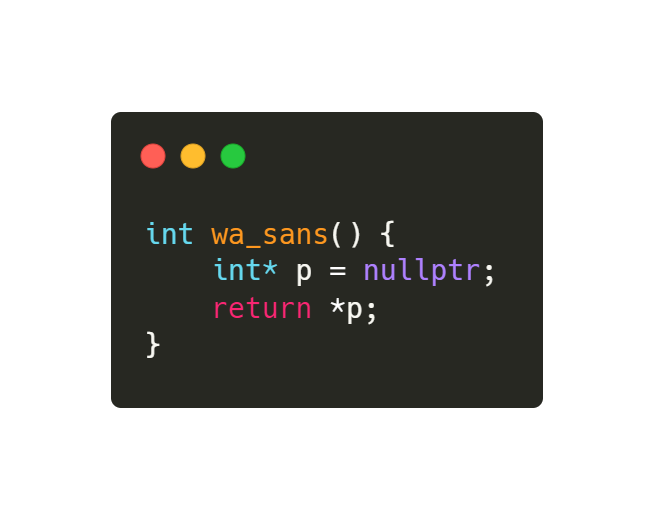 int wa_sans() {
    int* p = nullptr;
    return *p;
}